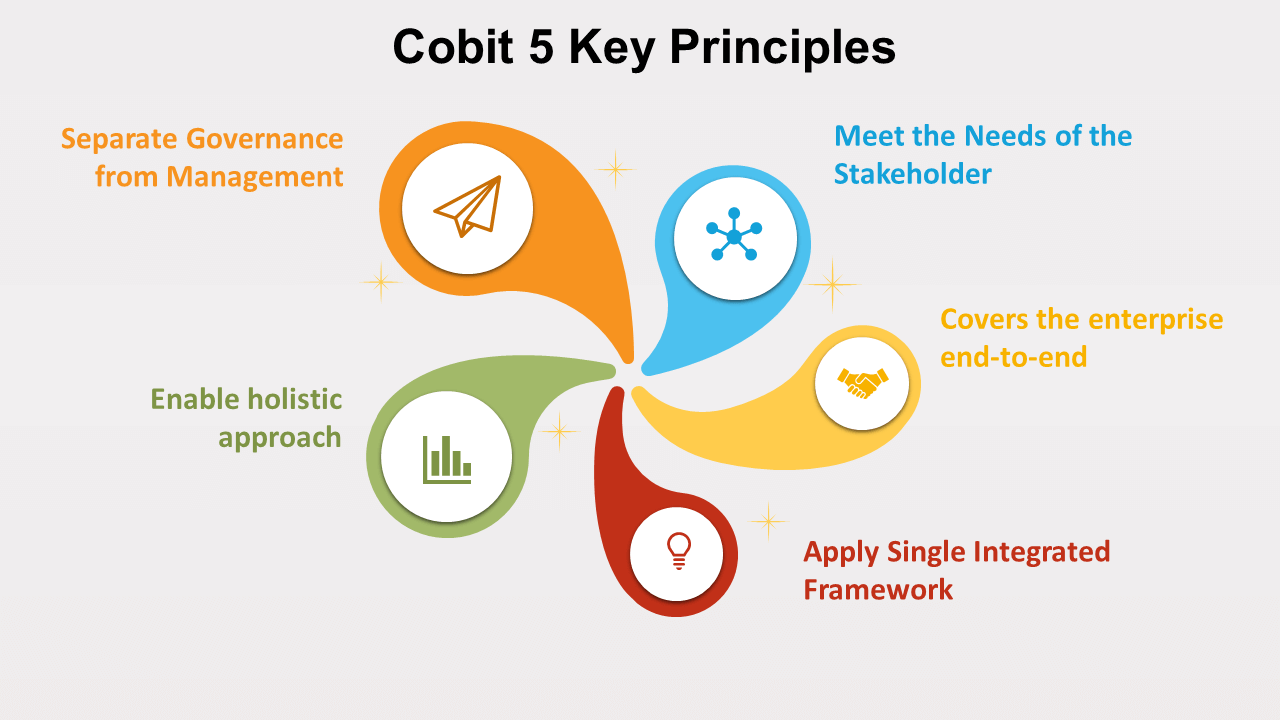 Cobit 5 Key Principles
Separate Governance
from Management
Meet the Needs of the
Stakeholder
Covers the enterprise
end-to-end
Enable holistic
approach
Apply Single Integrated
Framework